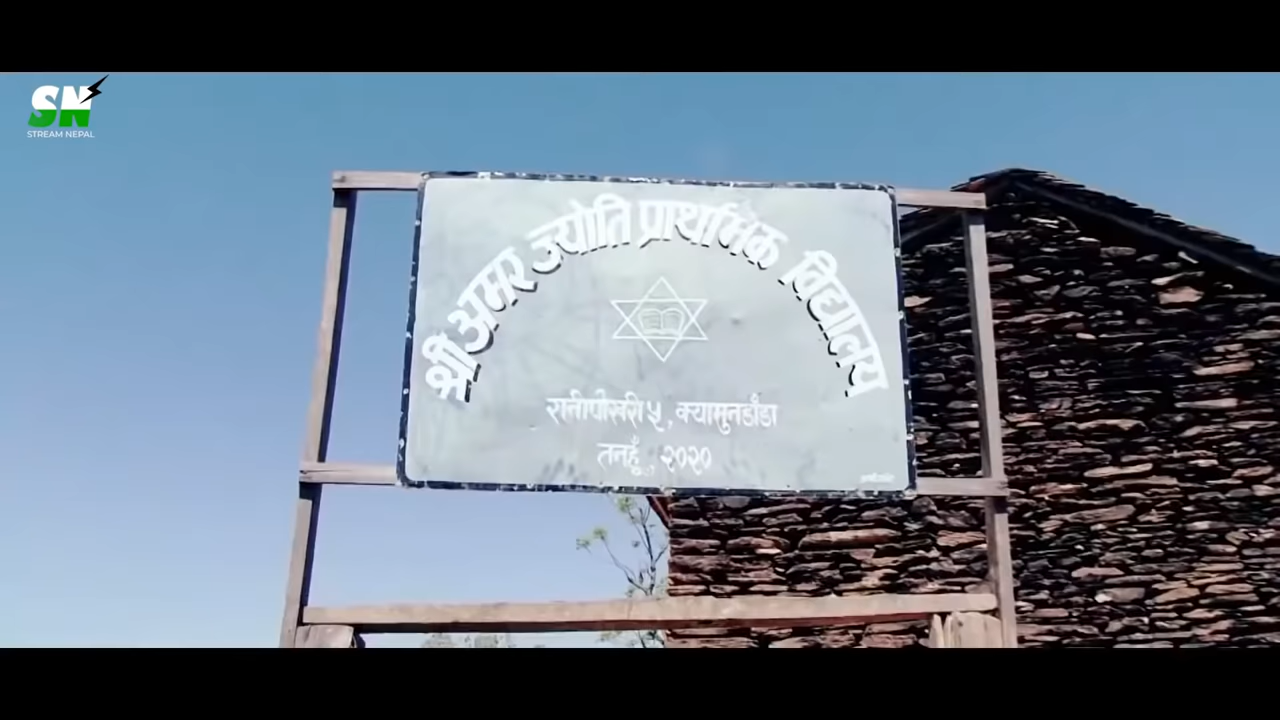 SN
STREAM NEPAL
श्री अमर ज्योति प्राथमिक विद्यालय
रानीपोखरी ५, क्यामुनडाँडा
तनहूँ २०२०